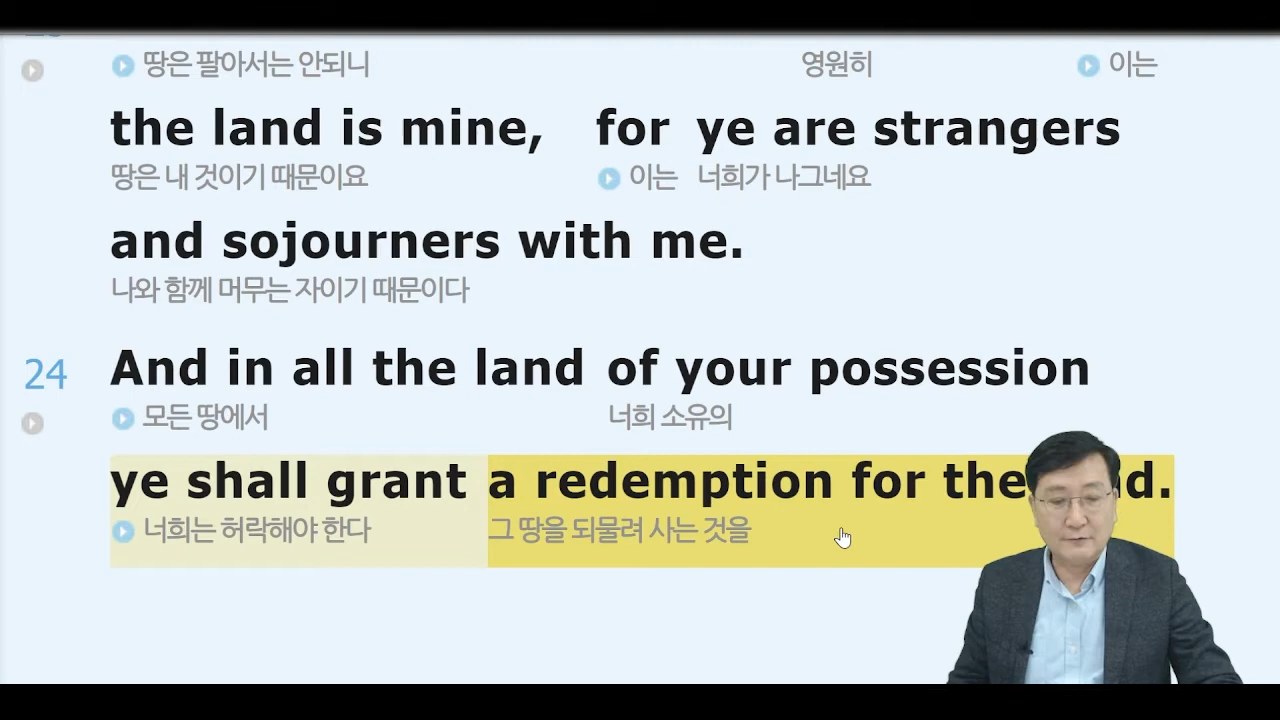 땅은 팔아서는 안되니 영원히 이는
the land is mine, for ye are strangers
땅은 내 것이기 때문이요 이는 너희가 나그네요
and sojourners with me.
나와 함께 머무는 자이기 때문이다
24 And in all the land of your possession
모든 땅에서 너희 소유의
ye shall grant a redemption for the
너희는 허락해야 한다 그 땅을 되물려 사는 것을